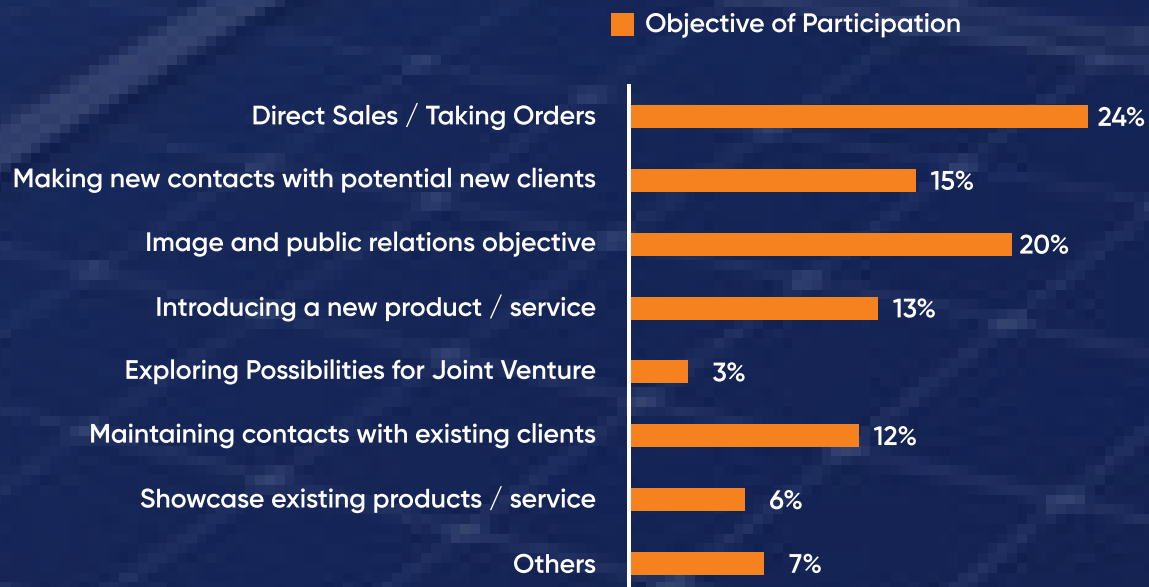 Objective of Participation
Direct Sales / Taking Orders 24%
Making new contacts with potential new clients 15%
Image and public relations objective 20%
Introducing a new product / service 13%
Exploring Possibilities for Joint Venture 3%
Maintaining contacts with existing clients 12%
Showcase existing products / service 6%
Others 7%